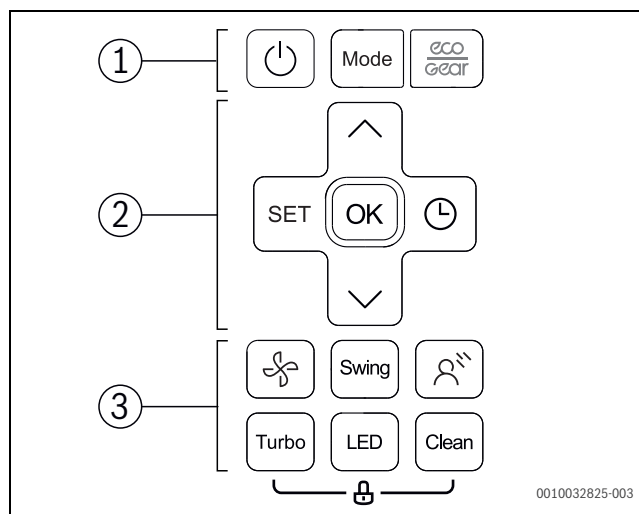 1
Mode
eco
Gear
2
SET
OK
3
Swing
Turbo
LED
Clean
0010032825-003